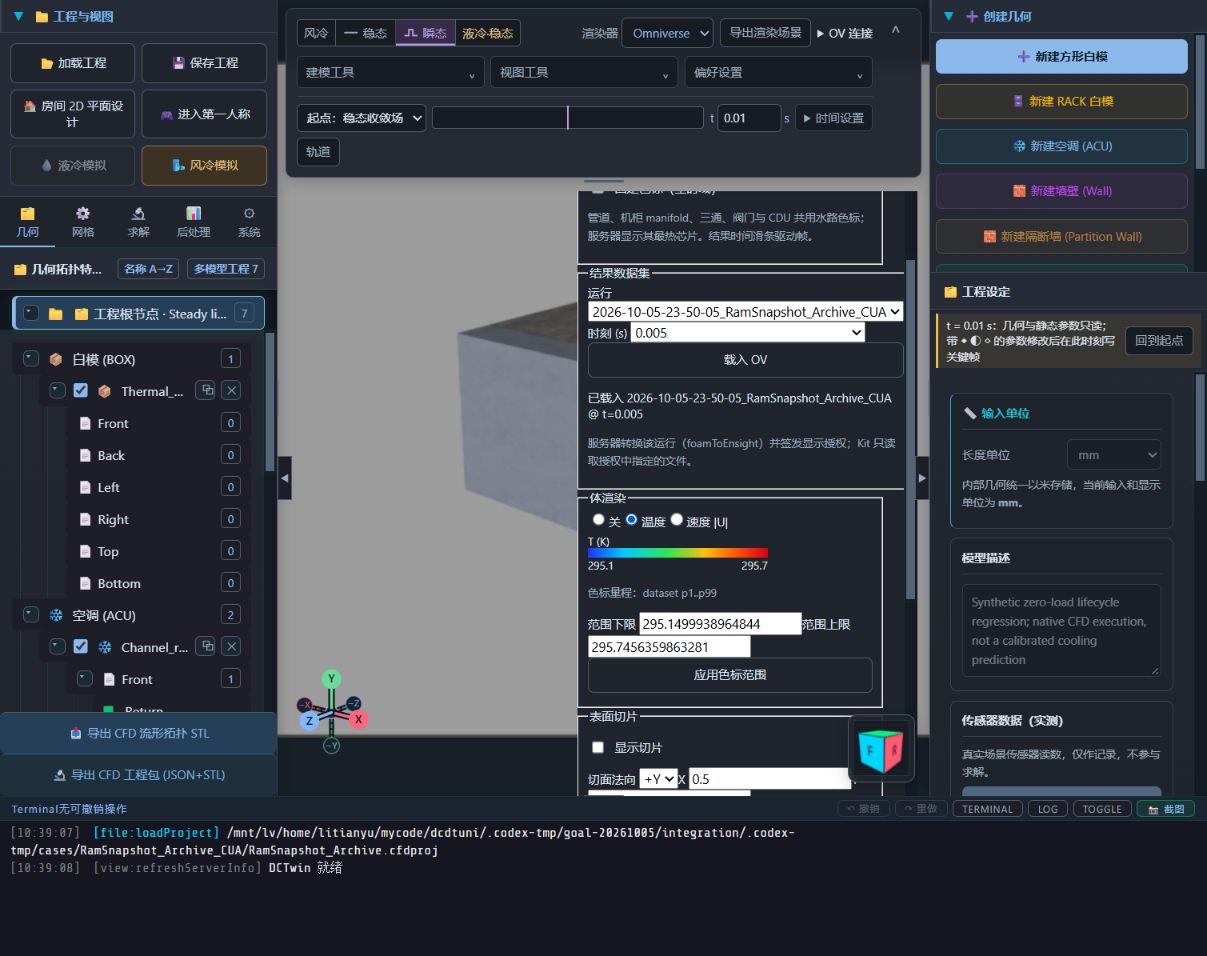 工程与视图
加载工程
保存工程
房间 2D 平面设计
进入第一人称
液冷模拟
风冷模拟
几何
网格
求解
后处理
系统
几何拓扑特...
名称 A→Z
多模型工程 7
工程根节点 · Steady li...
7
白模 (BOX)
1
Thermal_...
Front
0
Back
0
Left
0
Right
0
Top
0
Bottom
0
空调 (ACU)
2
Channel_r...
Front
1
导出 CFD 流形拓扑 STL
导出 CFD 工程包 (JSON+STL)
风冷
稳态
瞬态
液冷·稳态
渲染器
Omniverse
导出渲染场景
OV 连接
建模工具
视图工具
偏好设置
起点：稳态收敛场
t
0.01
s
时间设置
轨道
管道、机柜 manifold、三通、阀门与 CDU 共用水路色标；
服务器显示其最热芯片。结果时间滑条驱动帧。
结果数据集
运行
2026-10-05-23-50-05_RamSnapshot_Archive_CUA
时刻 (s)
0.005
载入 OV
已载入 2026-10-05-23-50-05_RamSnapshot_Archive_CUA
@ t=0.005
服务器转换该运行（foamToEnsight）并签发显示授权；Kit 只读
取授权中指定的文件。
体渲染
关
温度
速度 |U|
T (K)
295.1
295.7
色标量程：dataset p1..p99
范围下限
295.1499938964844
范围上限
295.7456359863281
应用色标范围
表面切片
显示切片
切面法向
+Y
X
0.5
Y
-X
-Z
Z
X
-Y
F
R
创建几何
新建方形白模
新建 RACK 白模
新建空调 (ACU)
新建墙壁 (Wall)
新建隔断墙 (Partition Wall)
工程设定
t = 0.01 s：几何与静态参数只读；
带 ◆ ◐ ◇ 的参数修改后在此时刻写
关键帧
回到起点
输入单位
长度单位
mm
内部几何统一以米存储，当前输入和显示
单位为 mm。
模型描述
Synthetic zero-load lifecycle
regression; native CFD execution,
not a calibrated cooling
prediction
传感器数据（实测）
真实场景传感器读数，仅作记录，不参与
求解。
Terminal无可撤销操作
撤销
重做
TERMINAL
LOG
TOGGLE
截图
[10:39:07] [file:loadProject] /mnt/lv/home/litianyu/mycode/dcdtuni/.codex-tmp/goal-20261005/integration/.codex-
tmp/cases/RamSnapshot_Archive_CUA/RamSnapshot_Archive.cfdproj
[10:39:08] [view:refreshServerInfo] DCTwin 就绪